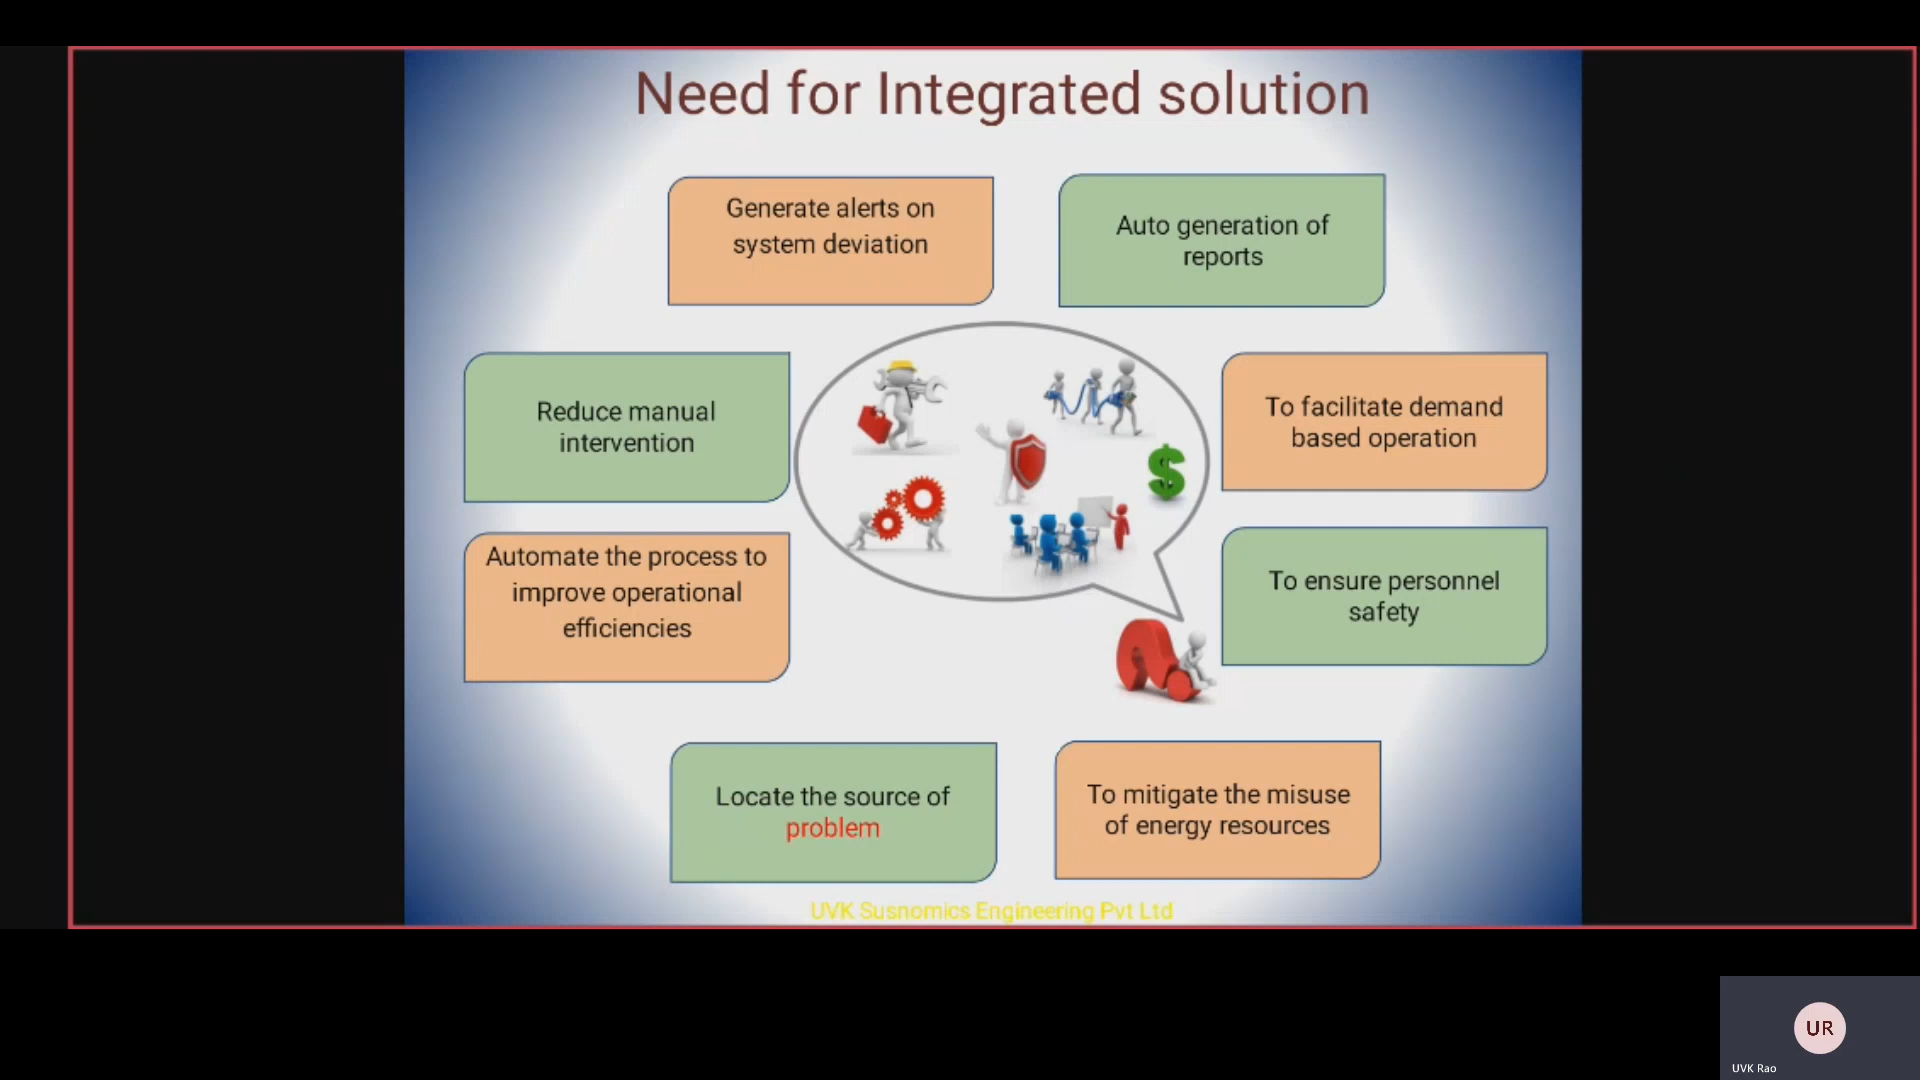 Need for Integrated solution
Generate alerts on
system deviation
Auto generation of
reports
Reduce manual
intervention
To facilitate demand
based operation
$
Automate the process to
improve operational
efficiencies
To ensure personnel
safety
Locate the source of
problem
To mitigate the misuse
of energy resources
UVK Susnomics Engineering Pvt Ltd
UR
UVK Rao